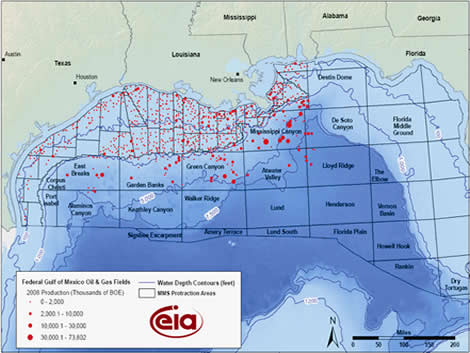 Mississippi
Alabama
Georgia
Austin
Texas
Louisiana
Houston
New Orleans
Florida
Destin Dome
Mississippi Canyon
De Soto
Canyon
Florida
Middle
Ground
East
Breaks
Green Canyon
Atwater
Valley
Lloyd Ridge
The
Elbow
Corpus
Christi
Port
Isabel
Garden Banks
Alaminos
Canyon
Keathley Canyon
Walker Ridge
Lund
Henderson
Vernon
Basin
Sigsbee Escarpment
Amery Terrace
Lund South
Florida Plain
Howell Hook
Rankin
Dry
Tortugas
Federal Gulf of Mexico Oil & Gas Fields
2008 Production (Thousands of BOE)
0 - 2,000
2,000.1 - 10,000
10,000.1 - 30,000
30,000.1 - 73,602
Water Depth Contours (feet)
MMS Protraction Areas
eia
N
Miles
0 50 100 150 200